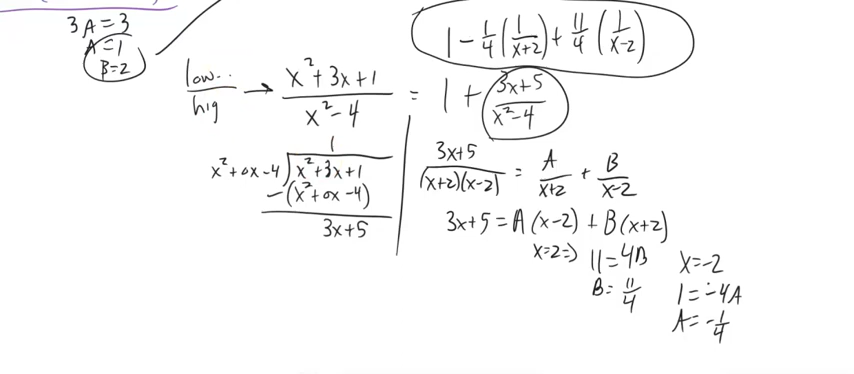 3A=3
A=1
B=2
1 - 1/4 (1/(x+2)) + 11/4 (1/(x-2))
low.. / hig → (x²+3x+1)/(x²-4) = 1 + (3x+5)/(x²-4)
1
x²+0x-4 ) x²+3x+1
-(x²+0x-4)
3x+5
(3x+5)/((x+2)(x-2)) = A/(x+2) + B/(x-2)
3x+5 = A(x-2) + B(x+2)
x=2=> 11=4B
B= 11/4
x=-2
1=-4A
A=-1/4